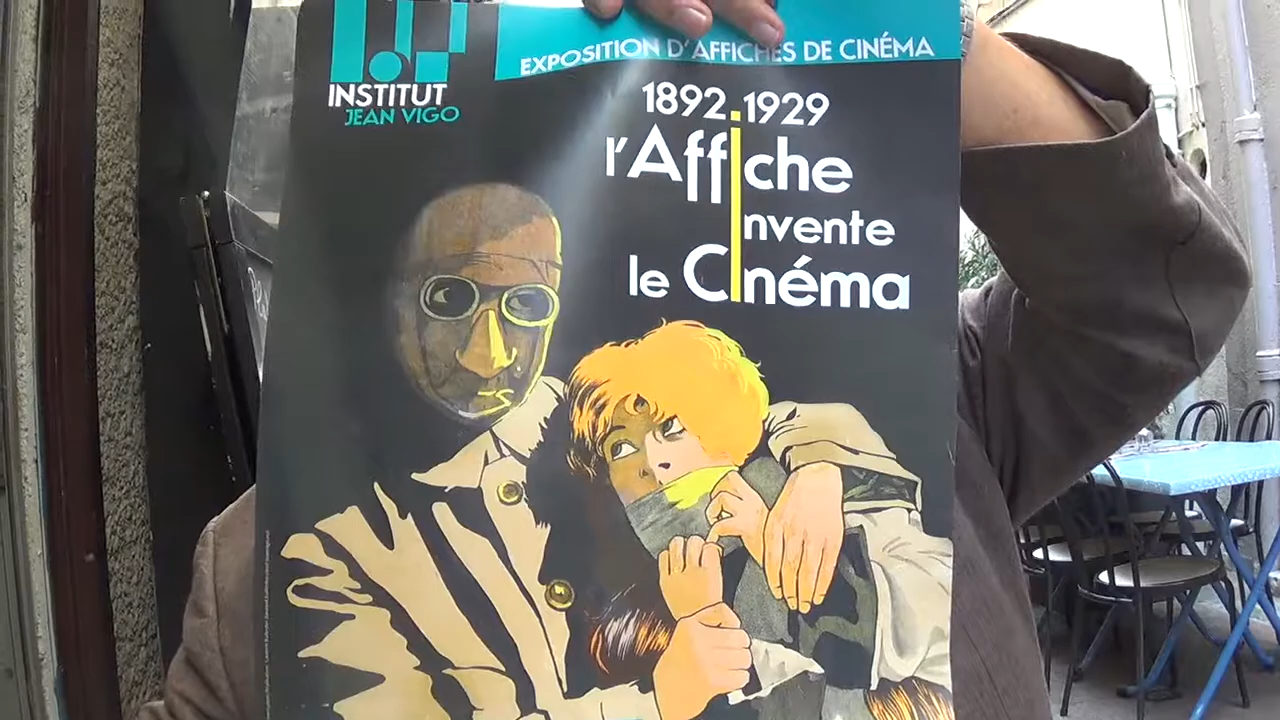 INSTITUT
JEAN VIGO
EXPOSITION D'AFFICHES DE CINÉMA
1892.1929
l'Affiche
invente
le Cinéma